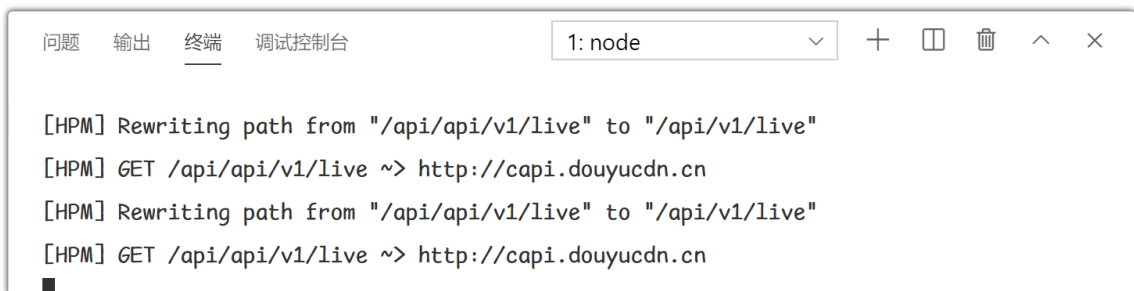 问题 输出 终端 调试控制台 1: node
[HPM] Rewriting path from "/api/api/v1/live" to "/api/v1/live"
[HPM] GET /api/api/v1/live ~> http://capi.douyucdn.cn
[HPM] Rewriting path from "/api/api/v1/live" to "/api/v1/live"
[HPM] GET /api/api/v1/live ~> http://capi.douyucdn.cn